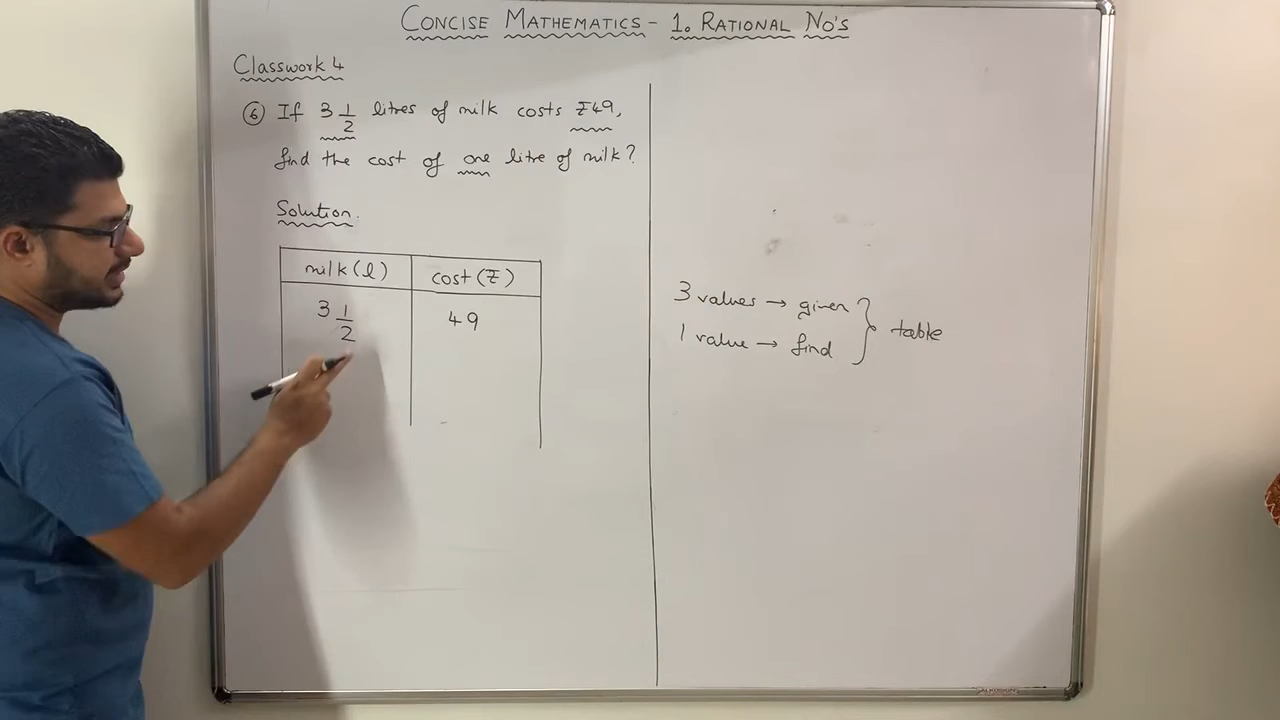 CONCISE MATHEMATICS - 1. RATIONAL NO'S
Classwork 4
⑥ If 3 1/2 litres of milk costs ₹49,
find the cost of one litre of milk?
Solution.
milk (l) cost (₹)
3 1/2 49
3 values → given } table
1 value → find